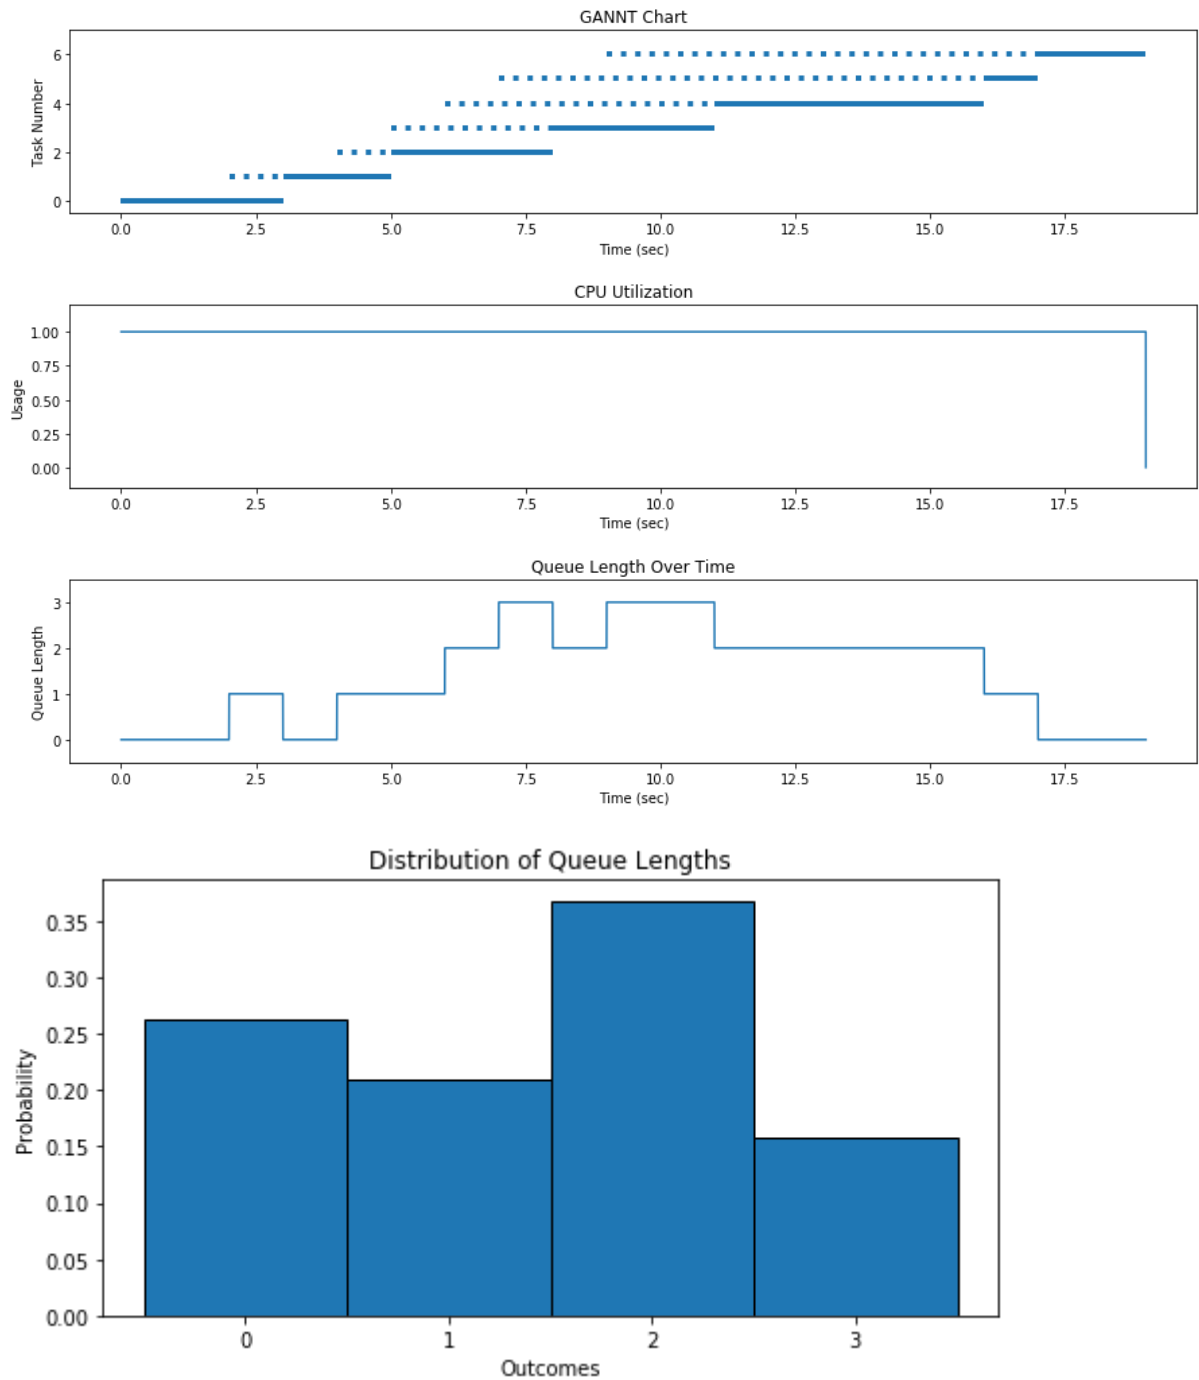 GANNT Chart
Task Number
6
4
2
0
0.0 2.5 5.0 7.5 10.0 12.5 15.0 17.5
Time (sec)
CPU Utilization
Usage
1.00
0.75
0.50
0.25
0.00
0.0 2.5 5.0 7.5 10.0 12.5 15.0 17.5
Time (sec)
Queue Length Over Time
Queue Length
3
2
1
0
0.0 2.5 5.0 7.5 10.0 12.5 15.0 17.5
Time (sec)
Distribution of Queue Lengths
Probability
0.35
0.30
0.25
0.20
0.15
0.10
0.05
0.00
0 1 2 3
Outcomes